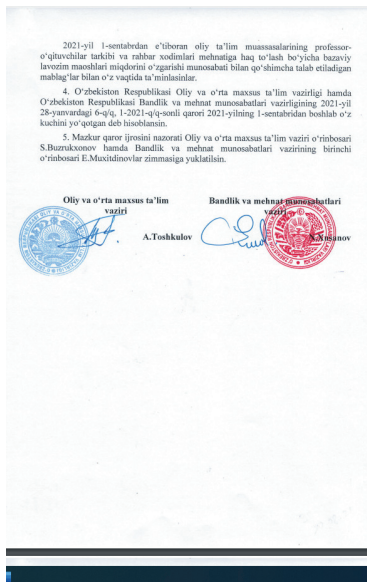 2021-yil 1-sentabrdan e'tiboran oliy ta'lim muassasalarining professor-
o'qituvchilar tarkibi va rahbar xodimlari mehnatiga haq to'lash bo'yicha bazaviy
lavozim maoshlari miqdorini o'zgarishi munosabati bilan qo'shimcha talab etiladigan
mablag'lar bilan o'z vaqtida ta'minlasinlar.
4. O'zbekiston Respublikasi Oliy va o'rta maxsus ta'lim vazirligi hamda
O'zbekiston Respublikasi Bandlik va mehnat munosabatlari vazirligining 2021-yil
28-yanvardagi 6-q/q, 1-2021-q/q-sonli qarori 2021-yilning 1-sentabridan boshlab o'z
kuchini yo'qotgan deb hisoblansin.
5. Mazkur qaror ijrosini nazorati Oliy va o'rta maxsus ta'lim vaziri o'rinbosari
S.Buzrukxonov hamda Bandlik va mehnat munosabatlari vazirining birinchi
o'rinbosari E.Muxitdinovlar zimmasiga yuklatilsin.
Oliy va o'rta maxsus ta'lim
vaziri
A.Toshkulov
Bandlik va mehnat munosabatlari
vaziri
N.Xusanov